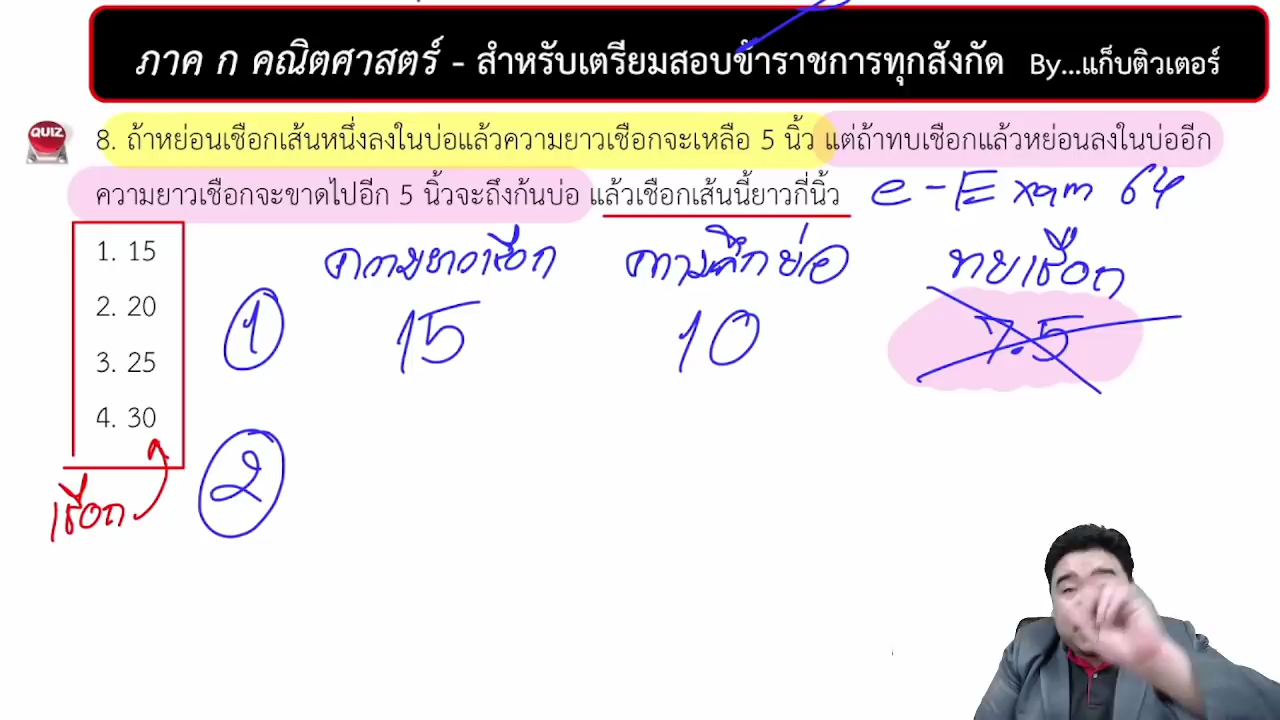 ภาค ก คณิตศาสตร์ - สำหรับเตรียมสอบข้าราชการทุกสังกัด By...แก็บติวเตอร์
QUIZ
8. ถ้าหย่อนเชือกเส้นหนึ่งลงในบ่อแล้วความยาวเชือกจะเหลือ 5 นิ้ว แต่ถ้าทบเชือกแล้วหย่อนลงในบ่ออีก
ความยาวเชือกจะขาดไปอีก 5 นิ้วจะถึงก้นบ่อ แล้วเชือกเส้นนี้ยาวกี่นิ้ว e-Exam 64
1. 15
2. 20
3. 25
4. 30
เชือก
ความยาวเชือก ความลึกบ่อ ทบเชือก
1 15 10 7.5
2